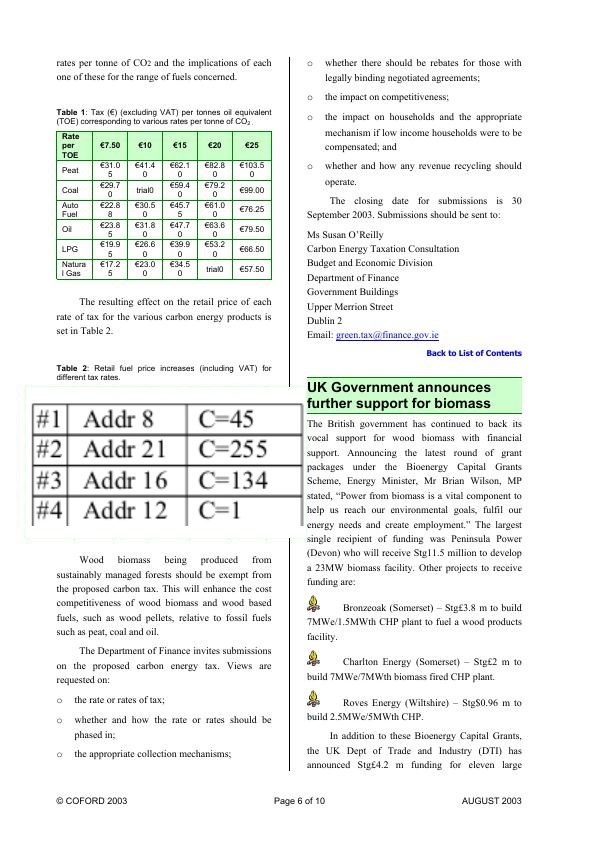 rates per tonne of CO2 and the implications of each
one of these for the range of fuels concerned.
Table 1: Tax (€) (excluding VAT) per tonnes oil equivalent
(TOE) corresponding to various rates per tonne of CO2.
Rate per TOE €7.50 €10 €15 €20 €25
Peat €31.05 €41.40 €62.10 €82.80 €103.50
Coal €29.70 trial0 €59.40 €79.20 €99.00
Auto Fuel €22.88 €30.50 €45.75 €61.00 €76.25
Oil €23.85 €31.80 €47.70 €63.60 €79.50
LPG €19.95 €26.60 €39.90 €53.20 €66.50
Natural Gas €17.25 €23.00 €34.50 trial0 €57.50
The resulting effect on the retail price of each
rate of tax for the various carbon energy products is
set in Table 2.
Table 2: Retail fuel price increases (including VAT) for
different tax rates.
#1 Addr 8 C=45
#2 Addr 21 C=255
#3 Addr 16 C=134
#4 Addr 12 C=1
Wood biomass being produced from
sustainably managed forests should be exempt from
the proposed carbon tax. This will enhance the cost
competitiveness of wood biomass and wood based
fuels, such as wood pellets, relative to fossil fuels
such as peat, coal and oil.
The Department of Finance invites submissions
on the proposed carbon energy tax. Views are
requested on:
o the rate or rates of tax;
o whether and how the rate or rates should be
phased in;
o the appropriate collection mechanisms;
o whether there should be rebates for those with
legally binding negotiated agreements;
o the impact on competitiveness;
o the impact on households and the appropriate
mechanism if low income households were to be
compensated; and
o whether and how any revenue recycling should
operate.
The closing date for submissions is 30
September 2003. Submissions should be sent to:
Ms Susan O'Reilly
Carbon Energy Taxation Consultation
Budget and Economic Division
Department of Finance
Government Buildings
Upper Merrion Street
Dublin 2
Email: green.tax@finance.gov.ie
Back to List of Contents
UK Government announces
further support for biomass
The British government has continued to back its
vocal support for wood biomass with financial
support. Announcing the latest round of grant
packages under the Bioenergy Capital Grants
Scheme, Energy Minister, Mr Brian Wilson, MP
stated, "Power from biomass is a vital component to
help us reach our environmental goals, fulfil our
energy needs and create employment." The largest
single recipient of funding was Peninsula Power
(Devon) who will receive Stg11.5 million to develop
a 23MW biomass facility. Other projects to receive
funding are:
Bronzeoak (Somerset) – Stg£3.8 m to build
7MWe/1.5MWth CHP plant to fuel a wood products
facility.
Charlton Energy (Somerset) – Stg£2 m to
build 7MWe/7MWth biomass fired CHP plant.
Roves Energy (Wiltshire) – Stg$0.96 m to
build 2.5MWe/5MWth CHP.
In addition to these Bioenergy Capital Grants,
the UK Dept of Trade and Industry (DTI) has
announced Stg£4.2 m funding for eleven large
© COFORD 2003 Page 6 of 10 AUGUST 2003